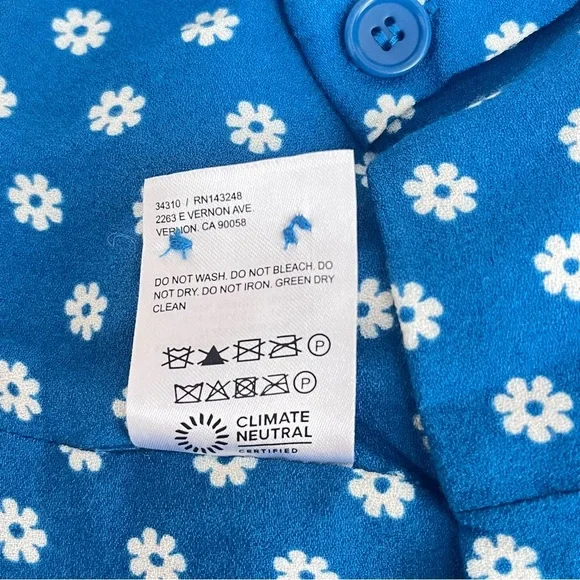 34310 / RN143248
2263 E VERNON AVE.
VERNON, CA 90058
DO NOT WASH. DO NOT BLEACH. DO
NOT DRY. DO NOT IRON. GREEN DRY
CLEAN
P
P
CLIMATE
NEUTRAL
CERTIFIED